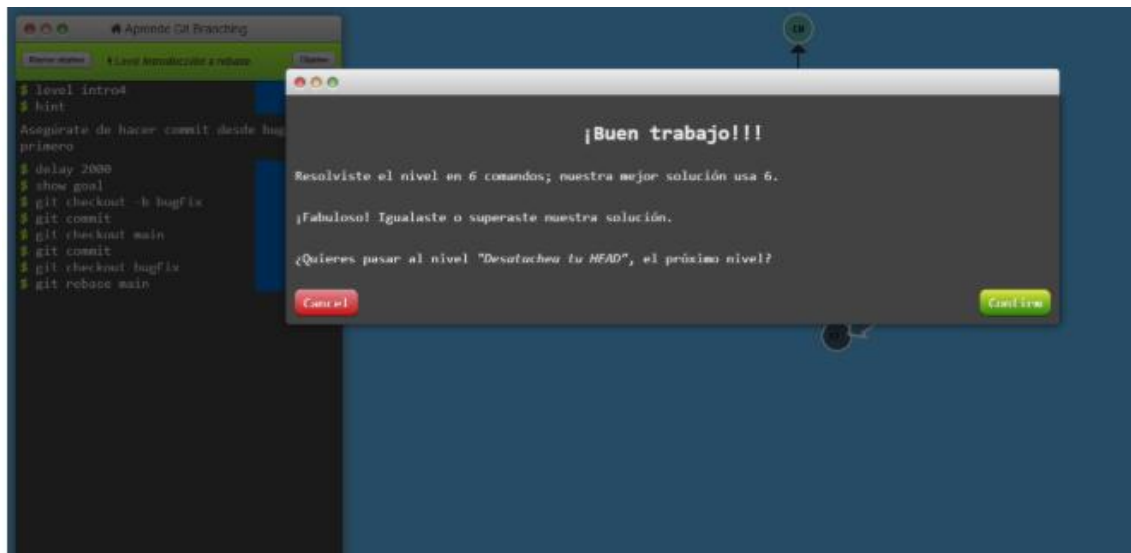 Aprende Git Branching
$ level intro4
$ hint
Asegúrate de hacer commit desde bug
primero
$ delay 2000
$ show goal
$ git checkout -b bugFix
$ git commit
$ git checkout main
$ git commit
$ git checkout bugFix
$ git rebase main
¡Buen trabajo!!!
Resolviste el nivel en 6 comandos; nuestra mejor solución usa 6.
¡Fabuloso! Igualaste o superaste nuestra solución.
¿Quieres pasar al nivel "Desatachea tu HEAD", el próximo nivel?
Cancel
Confirm